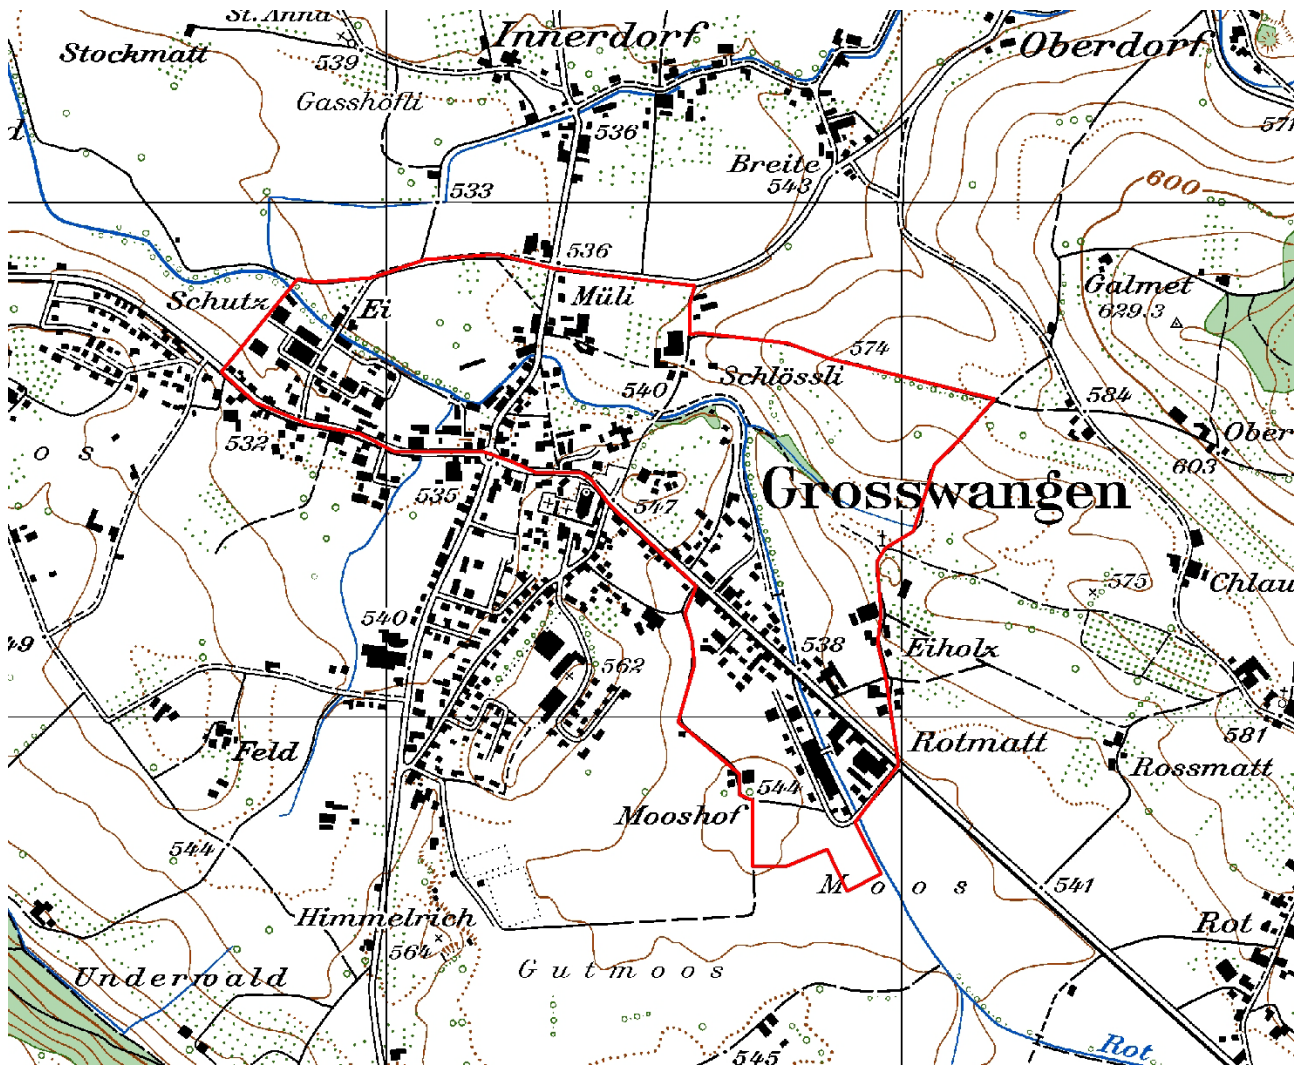 St. Anna
Innerdorf
Oberdorf
Stockmatt
539
Gasshöfli
571
536
d
Breite
543
533
600
536
Galmet
629.3
Schutz
Ei
Müli
574
Schlössli
540
584
532
Ober
o s
603
535
Grosswangen
547
575
Chlau
540
49
538
562
Eiholz
581
Feld
Rotmatt
Rossmatt
544
Mooshof
544
Moos
541
Himmelrich
Rot
564
Gutmoos
Underwald
545
Rot